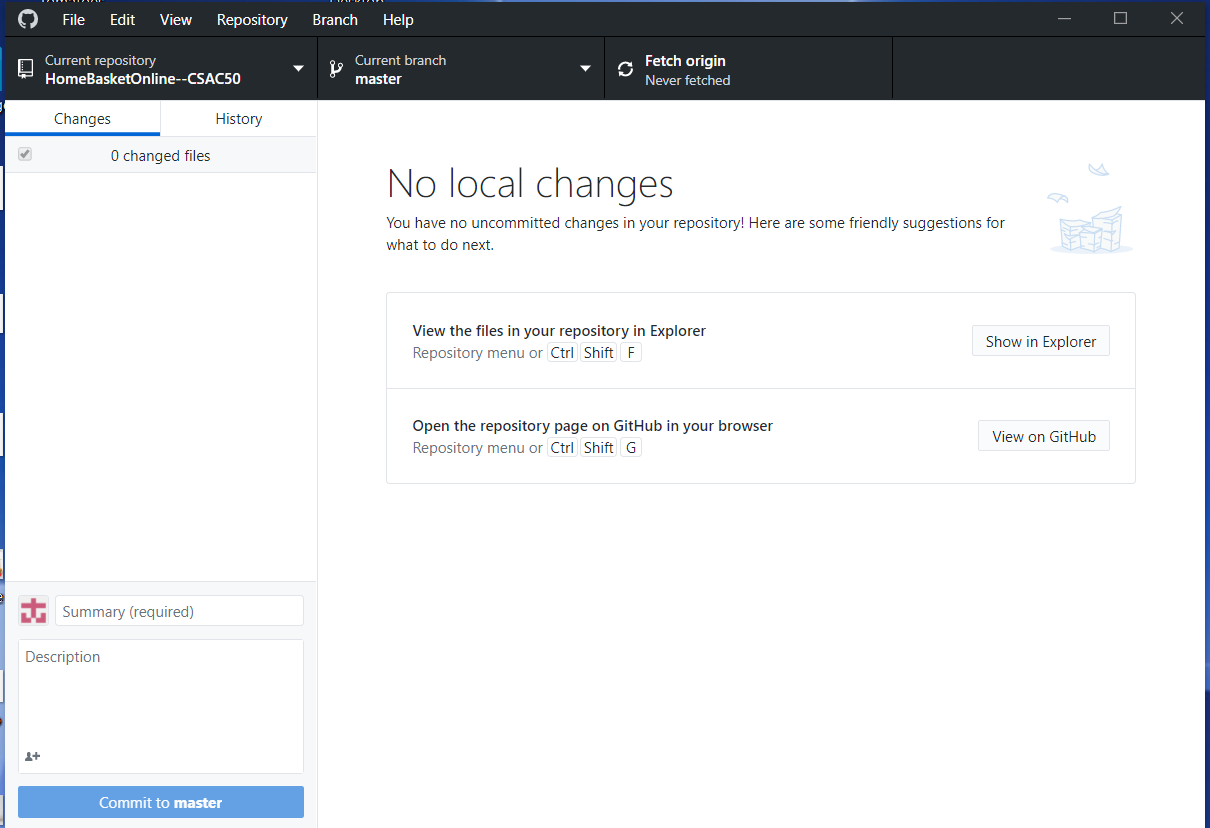 File Edit View Repository Branch Help
Current repository
HomeBasketOnline--CSAC50
Current branch
master
Fetch origin
Never fetched
Changes History
0 changed files
No local changes
You have no uncommitted changes in your repository! Here are some friendly suggestions for
what to do next.
View the files in your repository in Explorer
Repository menu or Ctrl Shift F
Show in Explorer
Open the repository page on GitHub in your browser
Repository menu or Ctrl Shift G
View on GitHub
Summary (required)
Description
Commit to master